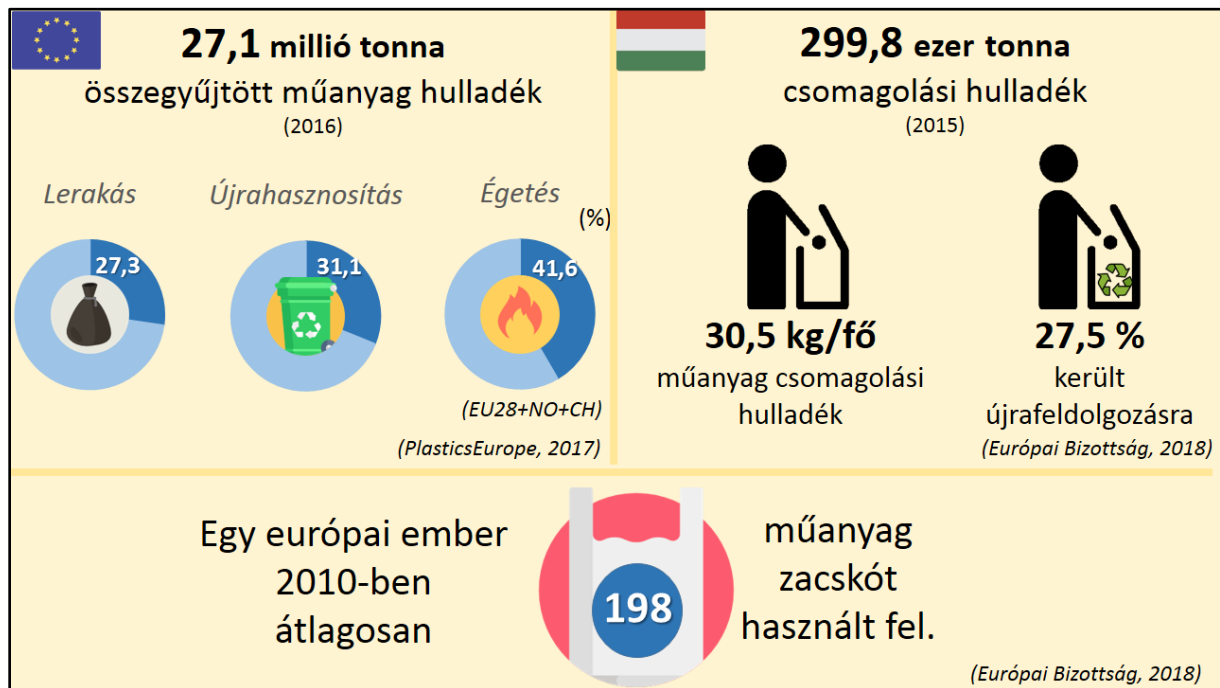 27,1 millió tonna
összegyűjtött műanyag hulladék
(2016)
Lerakás
Újrahasznosítás
Égetés
(%)
27,3
31,1
41,6
(EU28+NO+CH)
(PlasticsEurope, 2017)
299,8 ezer tonna
csomagolási hulladék
(2015)
30,5 kg/fő
műanyag csomagolási
hulladék
27,5 %
került
újrafeldolgozásra
(Európai Bizottság, 2018)
Egy európai ember
2010-ben
átlagosan
198
műanyag
zacskót
használt fel.
(Európai Bizottság, 2018)